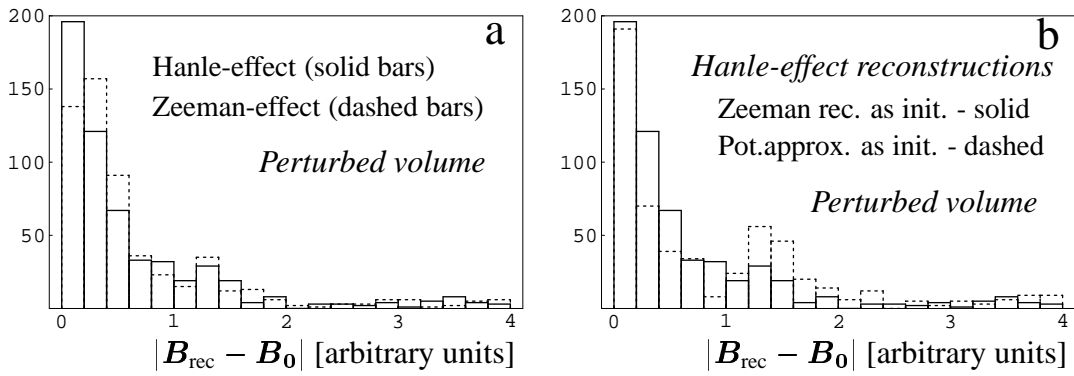 a
Hanle-effect (solid bars)
Zeeman-effect (dashed bars)
Perturbed volume
200
150
100
50
0 1 2 3 4
|B_rec − B_0| [arbitrary units]
b
Hanle-effect reconstructions
Zeeman rec. as init. - solid
Pot.approx. as init. - dashed
Perturbed volume
200
150
100
50
0 1 2 3 4
|B_rec − B_0| [arbitrary units]